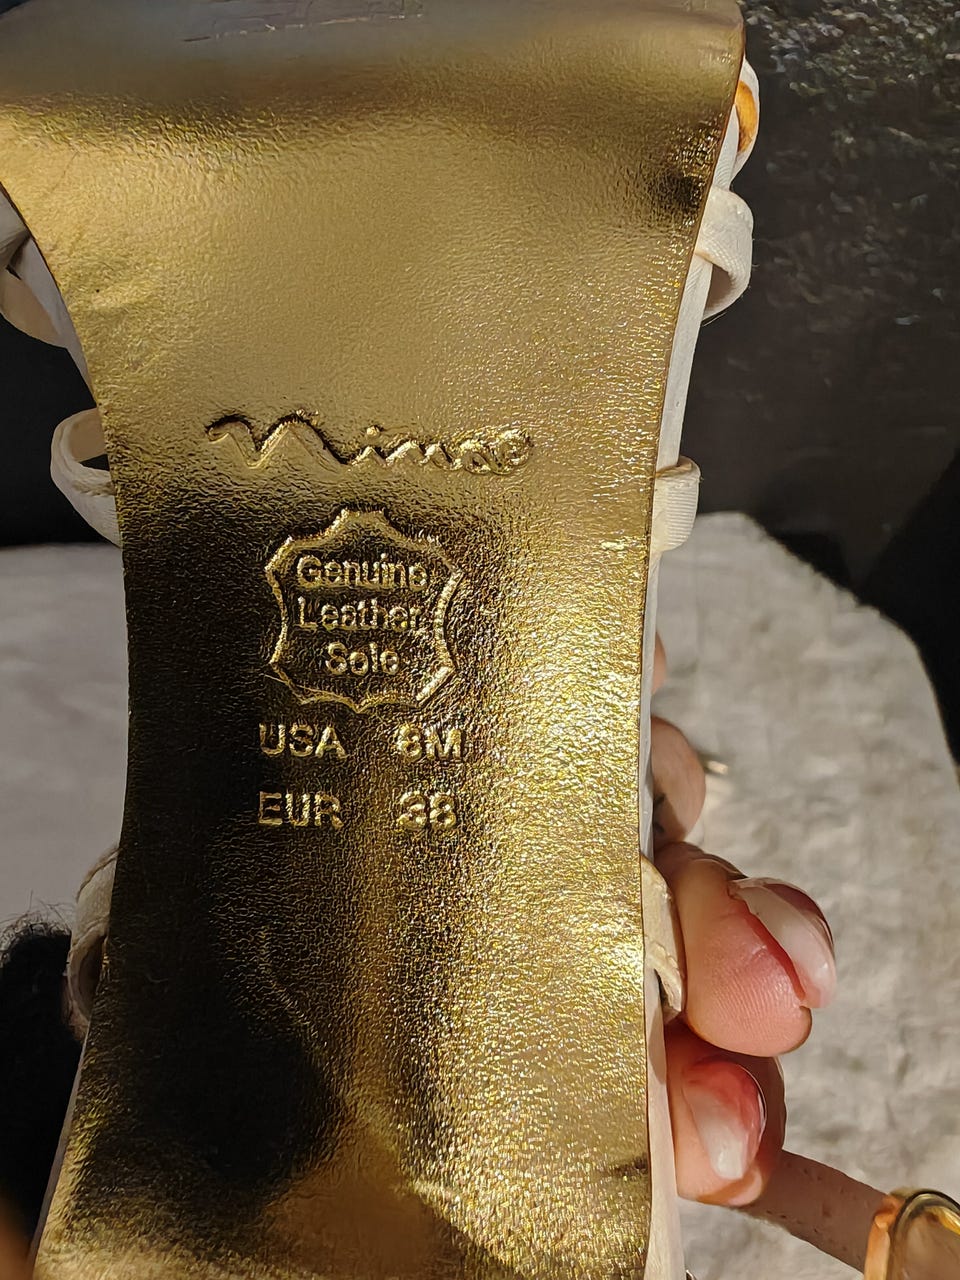 Nina
Genuine
Leather
Sole
USA 8M
EUR 38